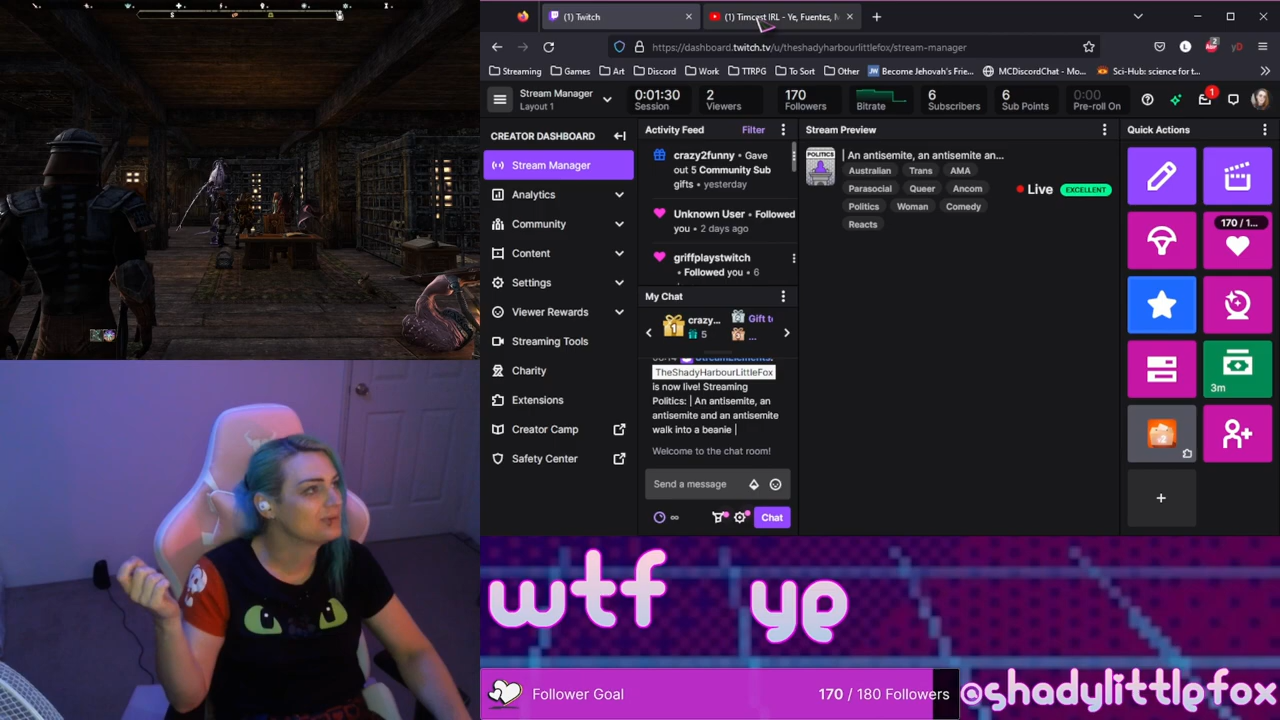 (1) Twitch
(1) Timcast IRL - Ye, Fuentes, M
https://dashboard.twitch.tv/u/theshadyharbourlittlefox/stream-manager
Streaming
Games
Art
Discord
Work
TTRPG
To Sort
Other
Become Jehovah's Frie...
MCDiscordChat - Mo...
Sci-Hub: science for t...
Stream Manager
Layout 1
0:01:30
Session
2
Viewers
170
Followers
Bitrate
6
Subscribers
6
Sub Points
0:00
Pre-roll On
1
CREATOR DASHBOARD
Stream Manager
Analytics
Community
Content
Settings
Viewer Rewards
Streaming Tools
Charity
Extensions
Creator Camp
Safety Center
Activity Feed
Filter
crazy2funny • Gave
out 5 Community Sub
gifts • yesterday
Unknown User • Followed
you • 2 days ago
griffplaystwitch
• Followed you • 6
My Chat
1
crazy...
5
Gift t
...
StreamElements:
TheShadyHarbourLittleFox
is now live! Streaming
Politics: | An antisemite, an
antisemite and an antisemite
walk into a beanie |
Welcome to the chat room!
Send a message
Chat
Stream Preview
POLITICS
| An antisemite, an antisemite an...
Australian
Trans
AMA
Parasocial
Queer
Ancom
Politics
Woman
Comedy
Reacts
Live
EXCELLENT
Quick Actions
170 / 1...
3m
wtf ye
Follower Goal
170 / 180 Followers
@shadylittlefox